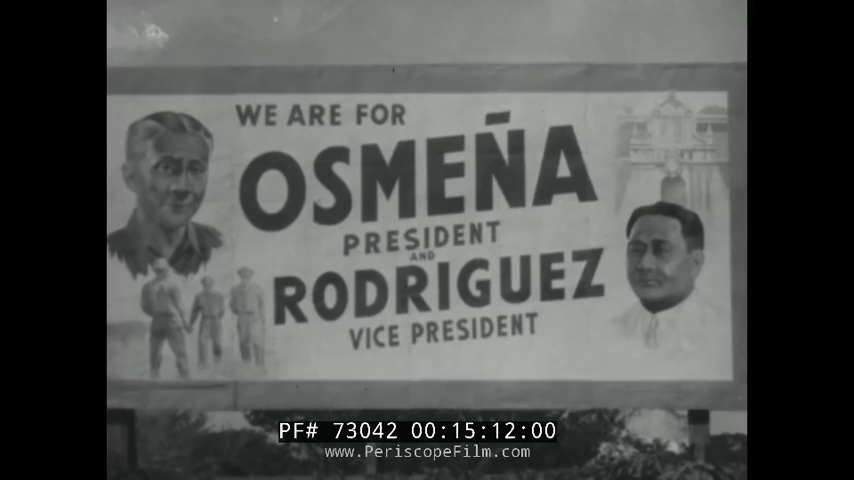 WE ARE FOR
OSMEÑA
PRESIDENT
AND
RODRIGUEZ
VICE PRESIDENT
PF# 73042 00:15:12:00
www.PeriscopeFilm.com